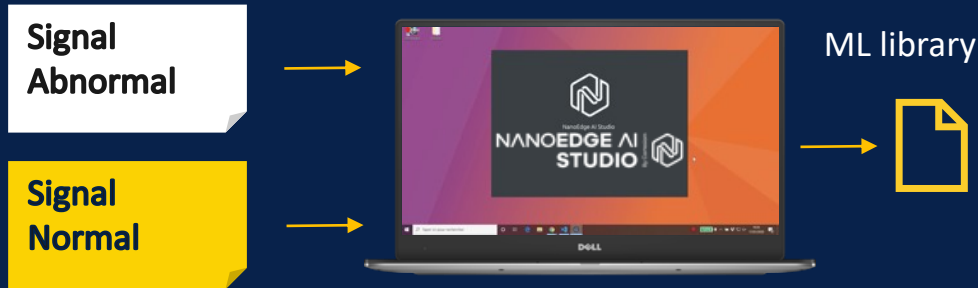 Signal
Abnormal
ML library
NanoEdge AI Studio
NANOEDGE AI
STUDIO
Signal
Normal
DELL